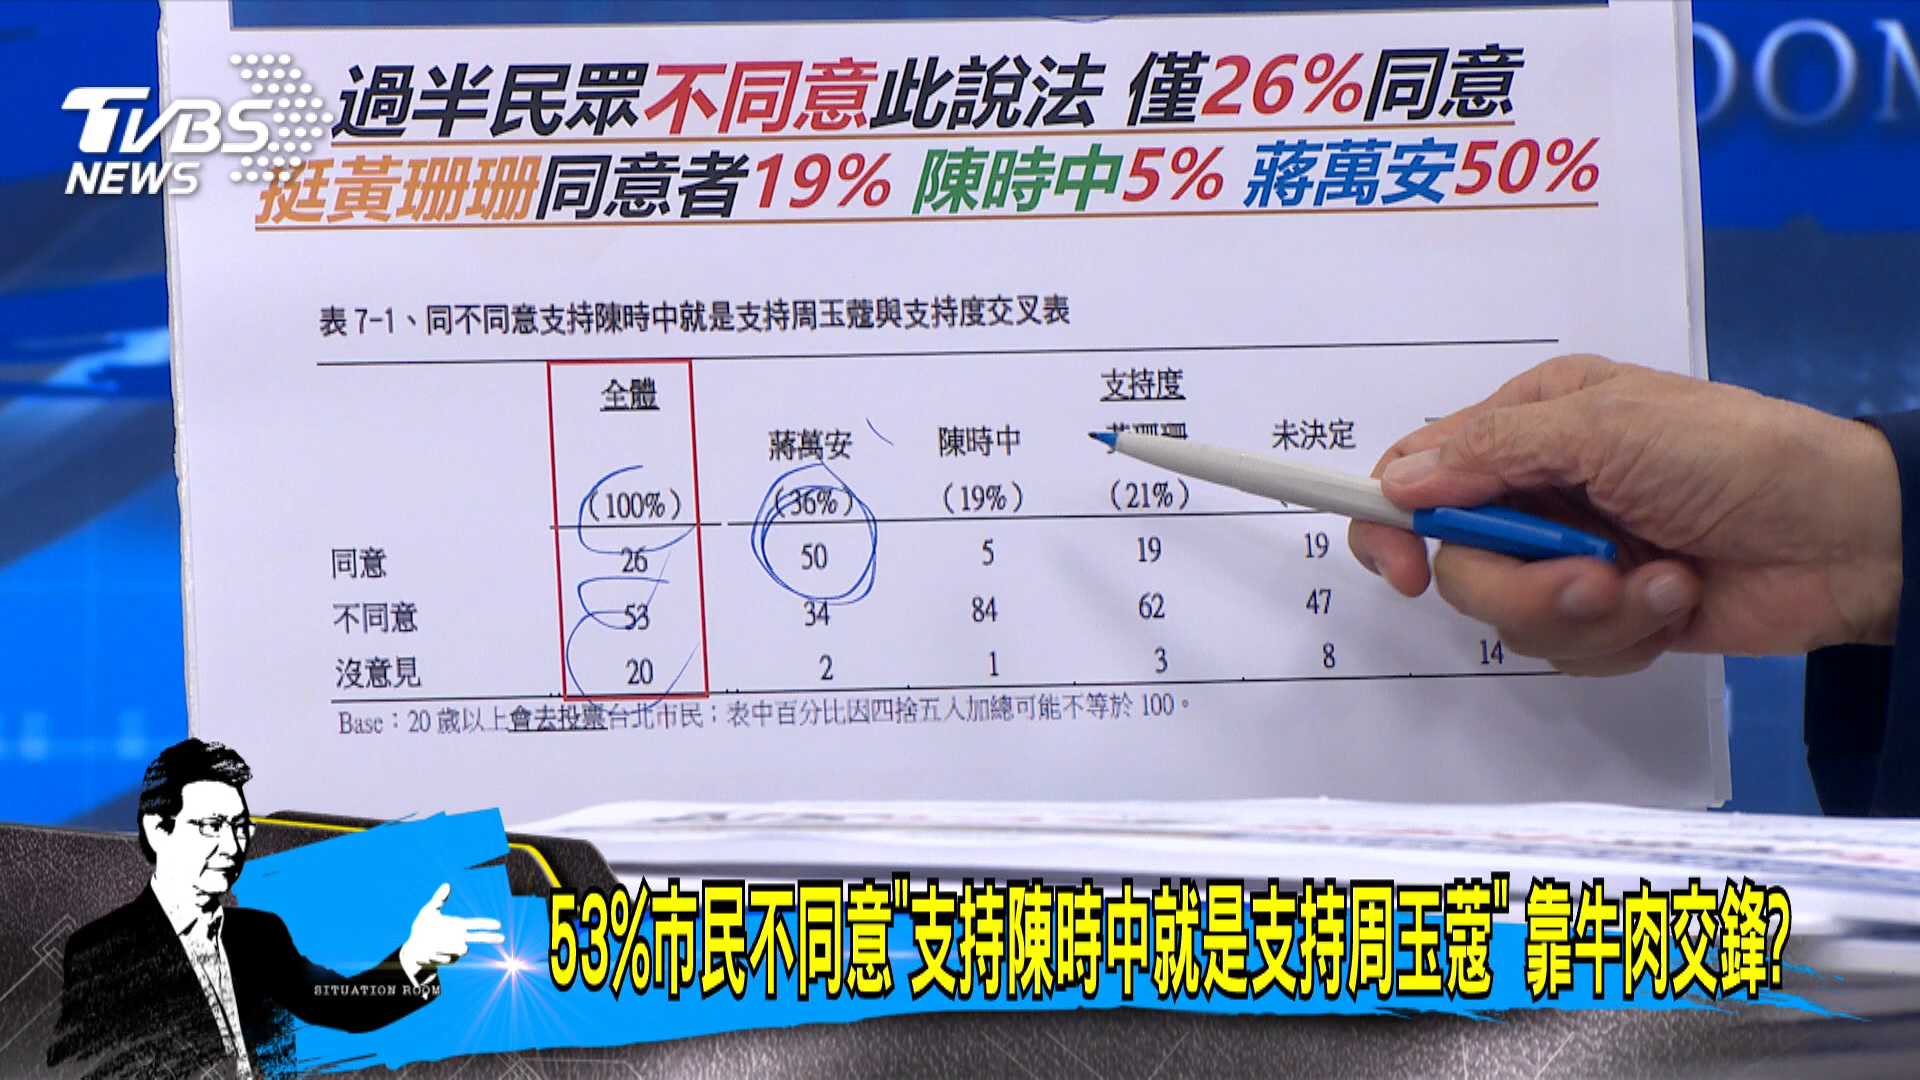 TVBS
NEWS
過半民眾不同意此說法 僅26%同意
挺黃珊珊同意者19% 陳時中5% 蔣萬安50%
表 7-1、同不同意支持陳時中就是支持周玉蔻與支持度交叉表
全體 支持度
蔣萬安 陳時中 未決定
(100%) (36%) (19%) (21%)
同意 26 50 5 19 19
不同意 53 34 84 62 47
沒意見 20 2 1 3 8 14
Base：20 歲以上會去投票台北市民；表中百分比因四捨五入加總可能不等於 100。
53%市民不同意"支持陳時中就是支持周玉蔻" 靠牛肉交鋒?
SITUATION ROOM